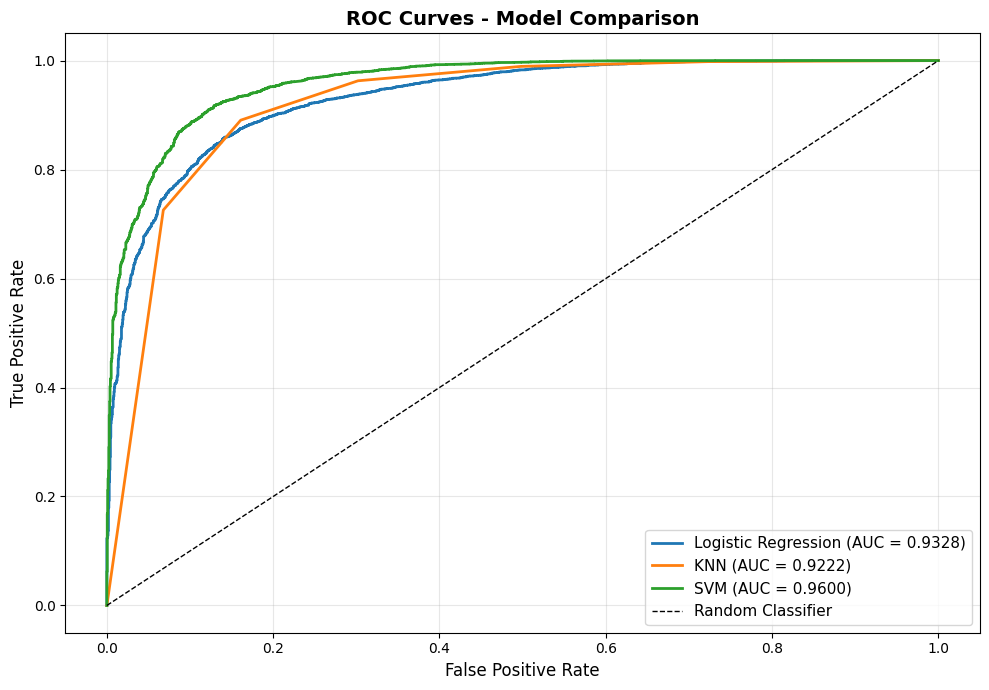 ROC Curves - Model Comparison
True Positive Rate
1.0
0.8
0.6
0.4
0.2
0.0
0.0 0.2 0.4 0.6 0.8 1.0
False Positive Rate
Logistic Regression (AUC = 0.9328)
KNN (AUC = 0.9222)
SVM (AUC = 0.9600)
Random Classifier